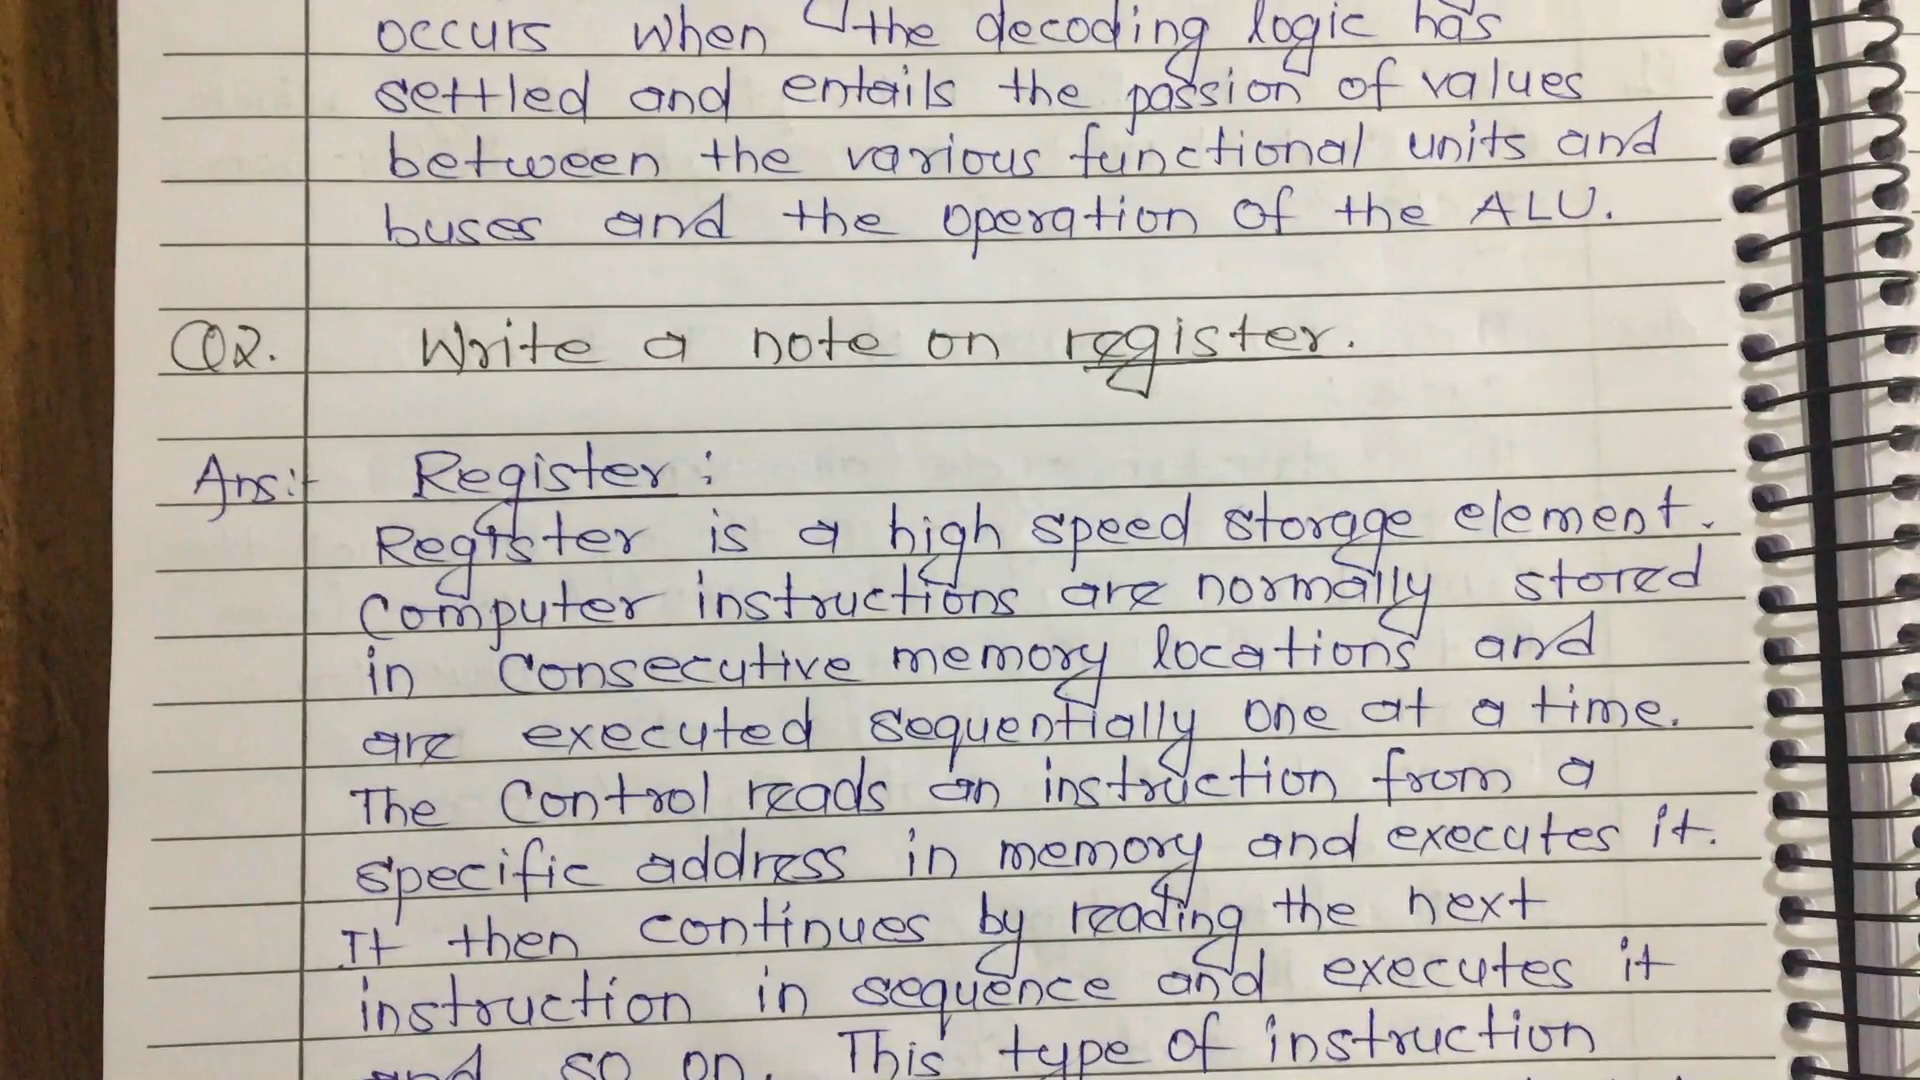 occurs when the decoding logic has
settled and entails the passion of values
between the various functional units and
buses and the operation of the ALU.
Q2. Write a note on register.
Ans:- Register:
Register is a high speed storage element.
Computer instructions are normally stored
in Consecutive memory locations and
are executed sequentially one at a time.
The Control reads an instruction from a
specific address in memory and executes it.
It then continues by reading the next
instruction in sequence and executes it
and so on. This type of instruction